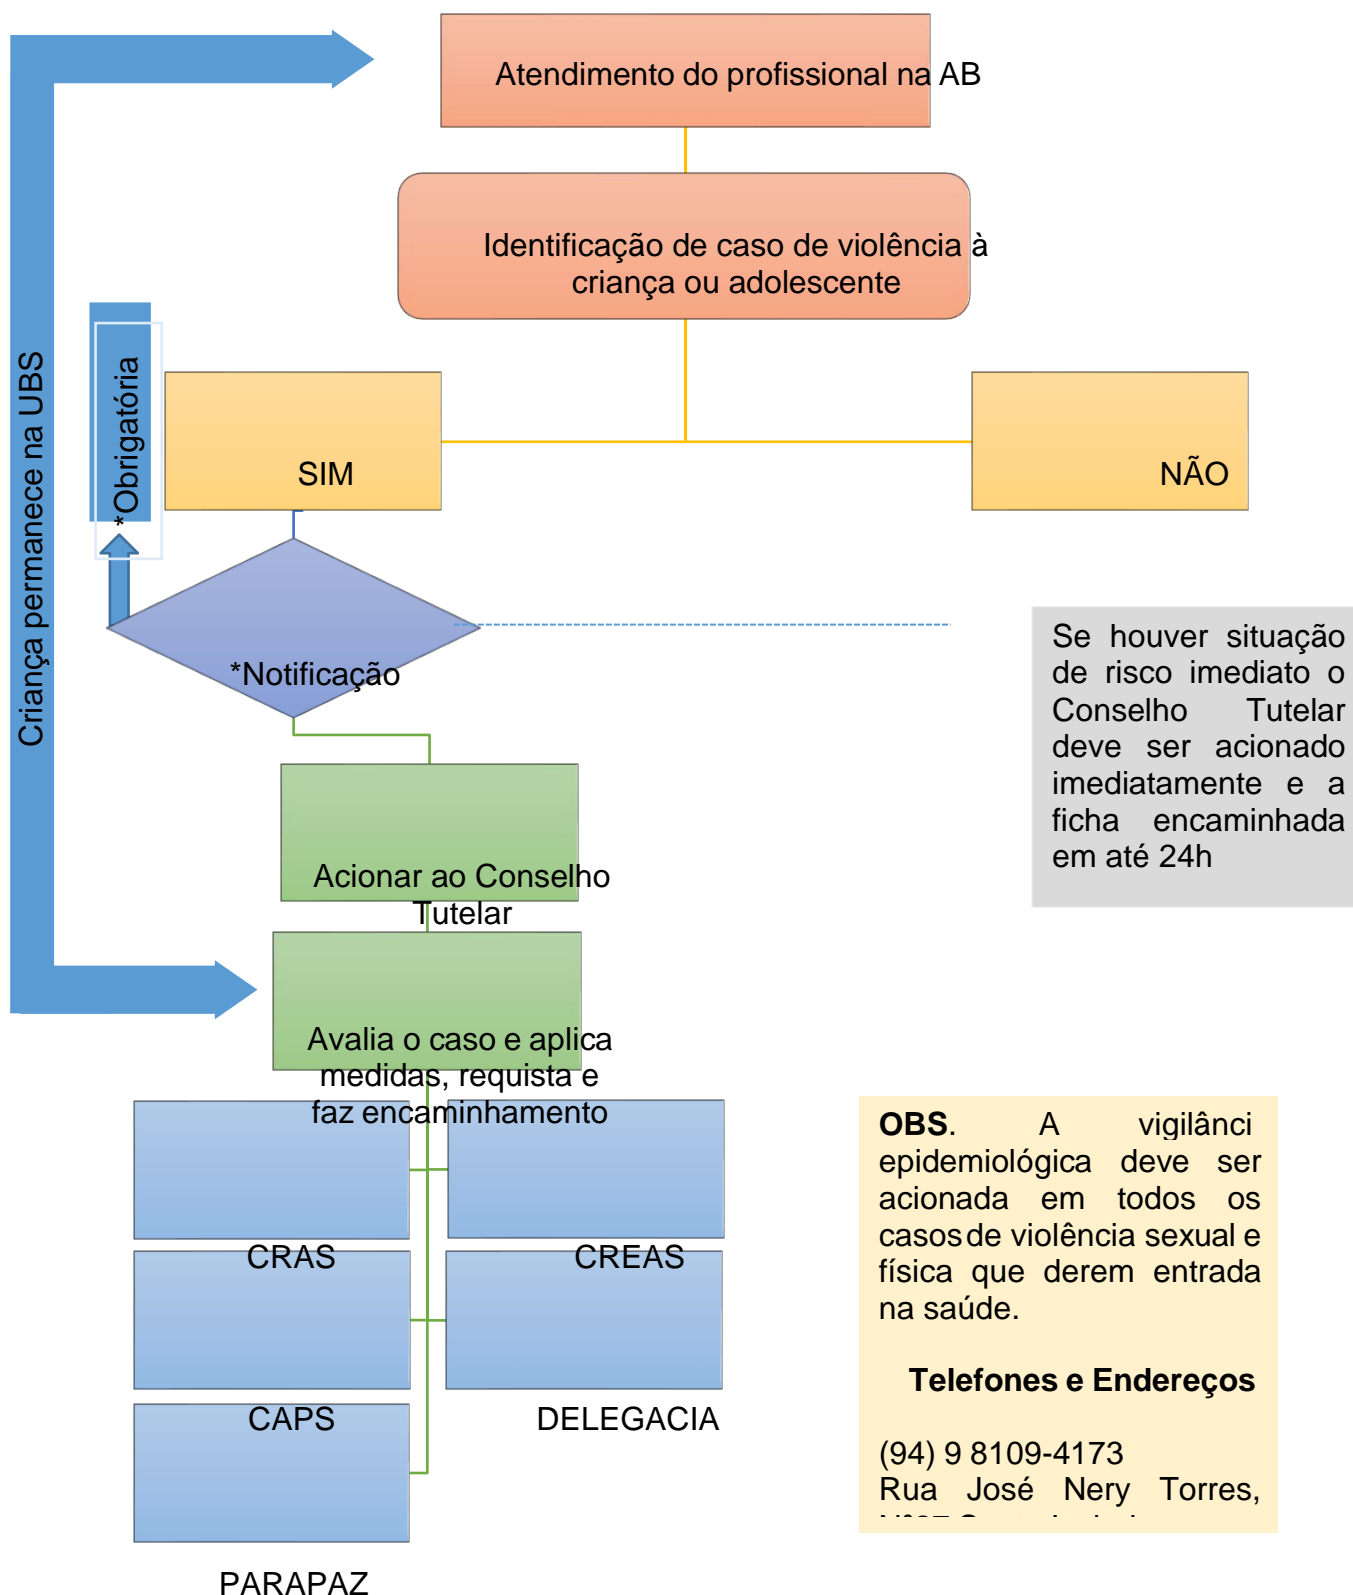 Atendimento do profissional na AB
Identificação de caso de violência à
criança ou adolescente
Criança permanece na UBS
*Obrigatória
SIM
NÃO
*Notificação
Se houver situação
de risco imediato o
Conselho Tutelar
deve ser acionado
imediatamente e a
ficha encaminhada
em até 24h
Acionar ao Conselho
Tutelar
Avalia o caso e aplica
medidas, requista e
faz encaminhamento
CRAS
CREAS
CAPS
DELEGACIA
PARAPAZ
OBS. A vigilânci
epidemiológica deve ser
acionada em todos os
casos de violência sexual e
física que derem entrada
na saúde.
Telefones e Endereços
(94) 9 8109-4173
Rua José Nery Torres,